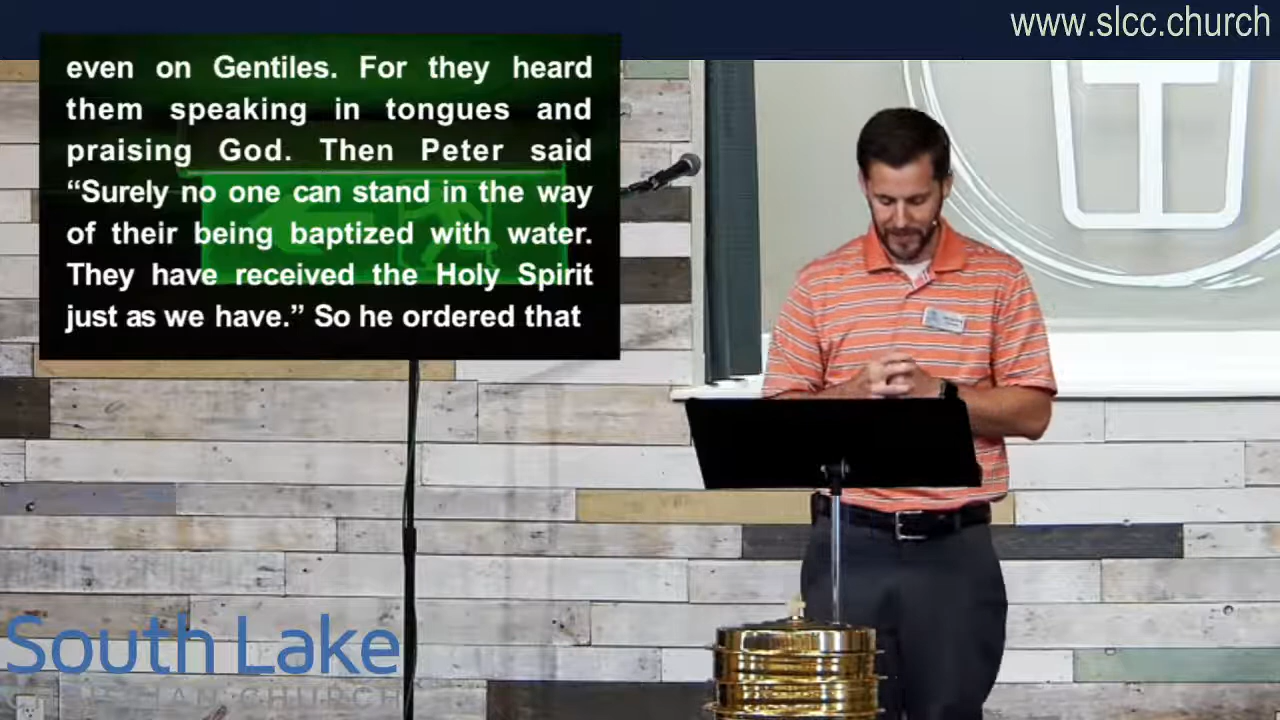 www.slcc.church
even on Gentiles. For they heard
them speaking in tongues and
praising God. Then Peter said
“Surely no one can stand in the way
of their being baptized with water.
They have received the Holy Spirit
just as we have.” So he ordered that
South Lake
CHRISTIAN CHURCH